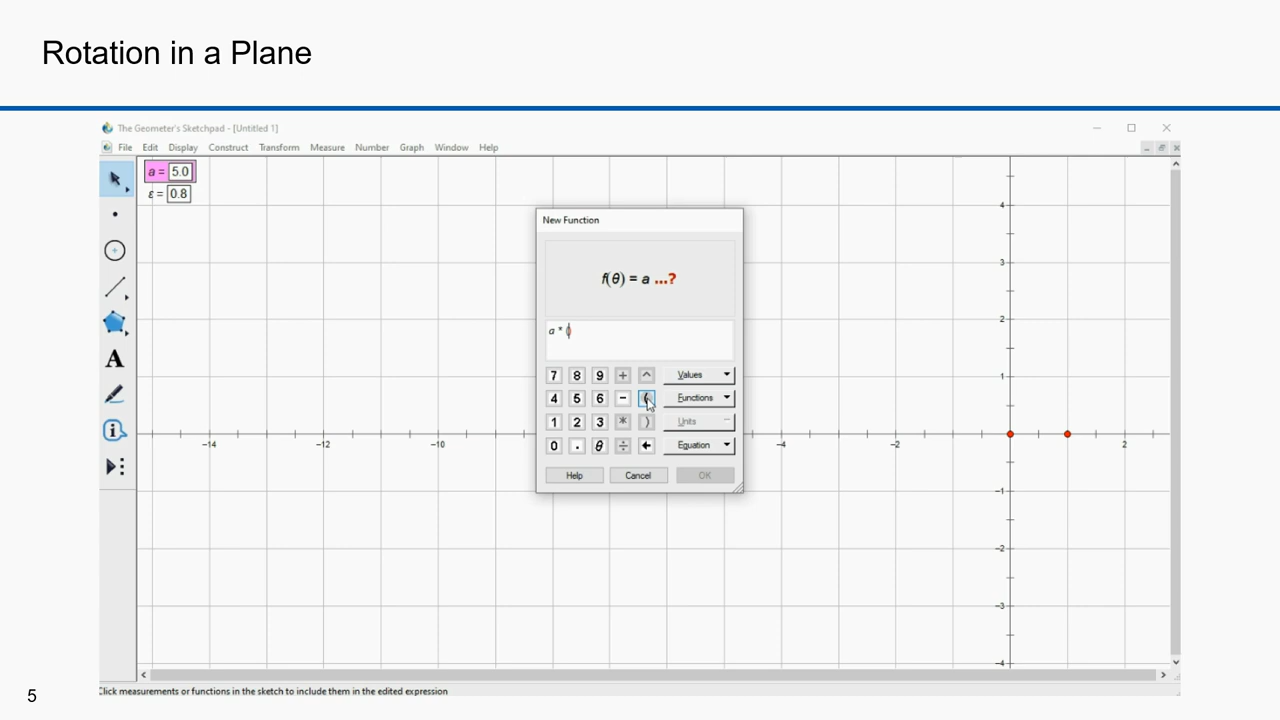 Rotation in a Plane
The Geometer's Sketchpad - [Untitled 1]
File Edit Display Construct Transform Measure Number Graph Window Help
a = 5.0
ε = 0.8
New Function
f(θ) = a ...?
a * ()
7 8 9 + ^ Values
4 5 6 - ( Functions
1 2 3 * ) Units
0 . θ ÷ Equation
Help Cancel OK
4
3
2
1
-14 -10 -4 -2 2
-1
-2
-3
-4
Click measurements or functions in the sketch to include them in the edited expression
5